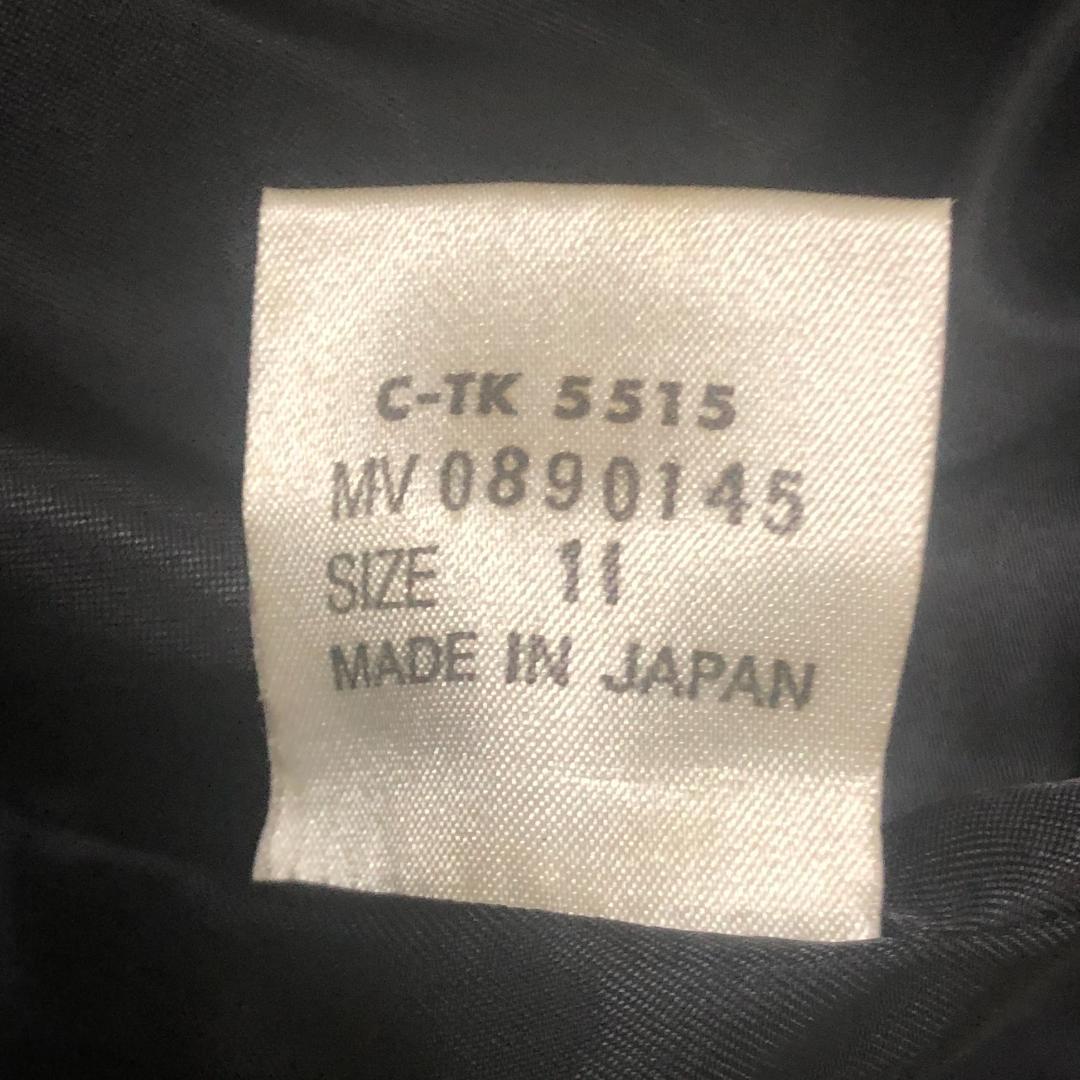 C-TK 5515
MV 0890145
SIZE 11
MADE IN JAPAN